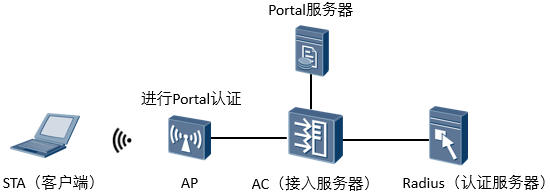 Portal服务器
进行Portal认证
STA（客户端）
AP
AC（接入服务器）
Radius（认证服务器）